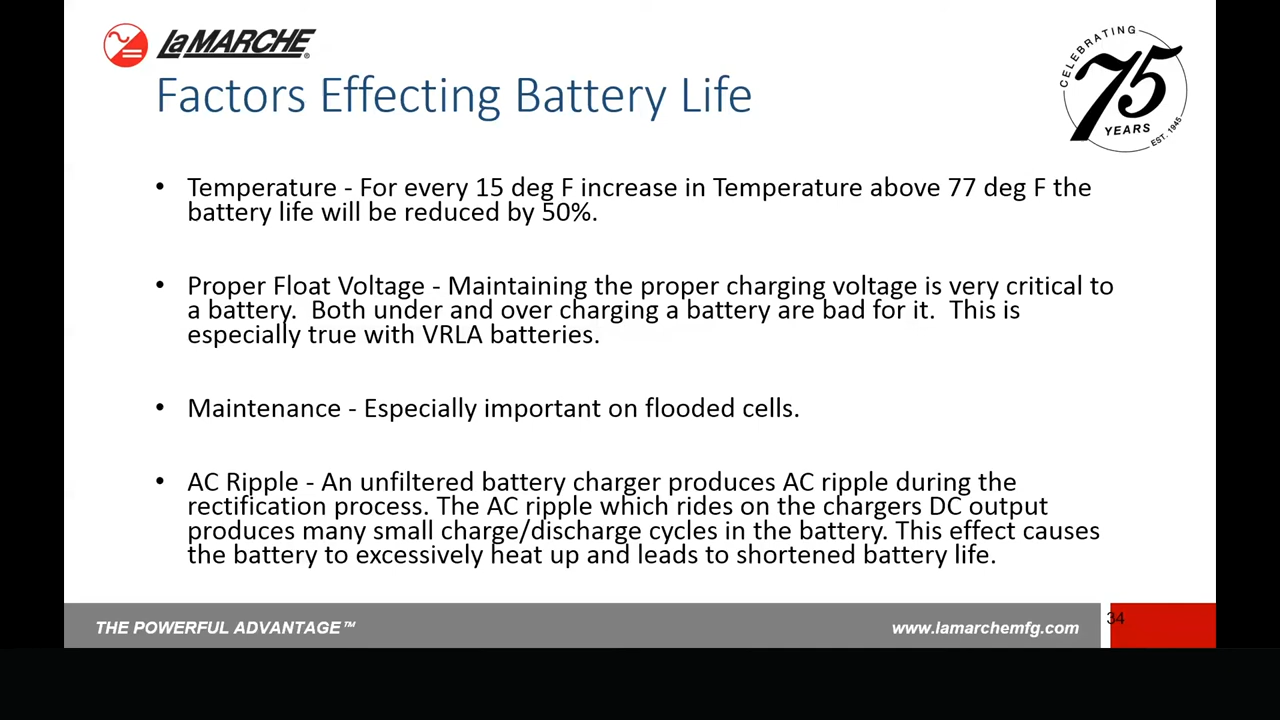 LaMARCHE®
CELEBRATING
75
YEARS
EST. 1945
Factors Effecting Battery Life
• Temperature - For every 15 deg F increase in Temperature above 77 deg F the
battery life will be reduced by 50%.
• Proper Float Voltage - Maintaining the proper charging voltage is very critical to
a battery.  Both under and over charging a battery are bad for it.  This is
especially true with VRLA batteries.
• Maintenance - Especially important on flooded cells.
• AC Ripple - An unfiltered battery charger produces AC ripple during the
rectification process. The AC ripple which rides on the chargers DC output
produces many small charge/discharge cycles in the battery. This effect causes
the battery to excessively heat up and leads to shortened battery life.
THE POWERFUL ADVANTAGE™
www.lamarchemfg.com
34